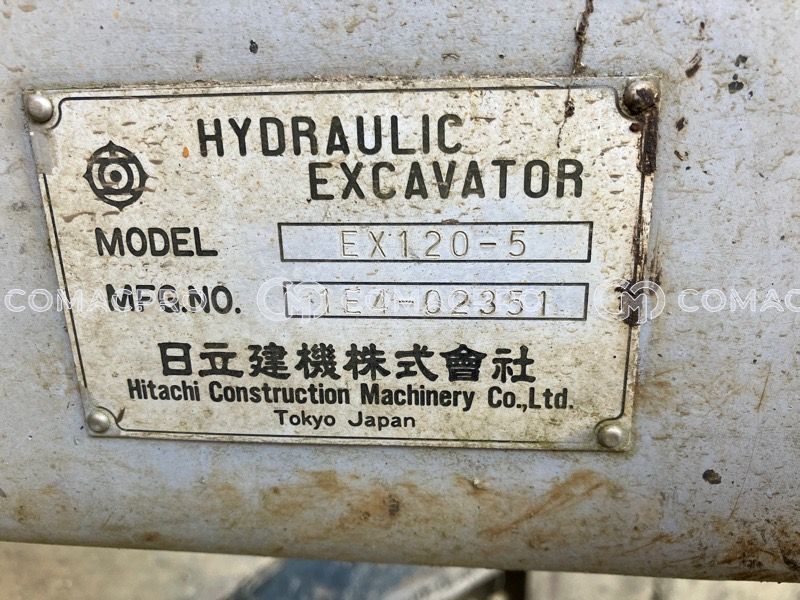 HYDRAULIC
EXCAVATOR
MODEL EX120-5
MFG.NO. 1E4-02351
日立建機株式會社
Hitachi Construction Machinery Co.,Ltd.
Tokyo Japan
COMACPRO
COMAC